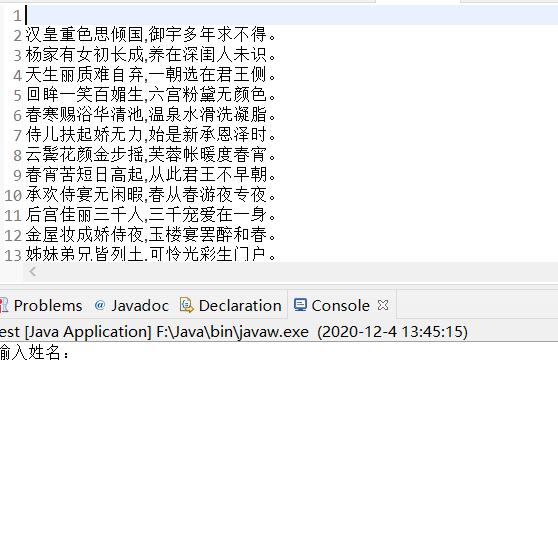 1
2 汉皇重色思倾国,御宇多年求不得。
3 杨家有女初长成,养在深闺人未识。
4 天生丽质难自弃,一朝选在君王侧。
5 回眸一笑百媚生,六宫粉黛无颜色。
6 春寒赐浴华清池,温泉水滑洗凝脂。
7 侍儿扶起娇无力,始是新承恩泽时。
8 云鬓花颜金步摇,芙蓉帐暖度春宵。
9 春宵苦短日高起,从此君王不早朝。
10 承欢侍宴无闲暇,春从春游夜专夜。
11 后宫佳丽三千人,三千宠爱在一身。
12 金屋妆成娇侍夜,玉楼宴罢醉和春。
13 姊妹弟兄皆列土,可怜光彩生门户。
Problems @ Javadoc Declaration Console
est [Java Application] F:\Java\bin\javaw.exe (2020-12-4 13:45:15)
输入姓名: